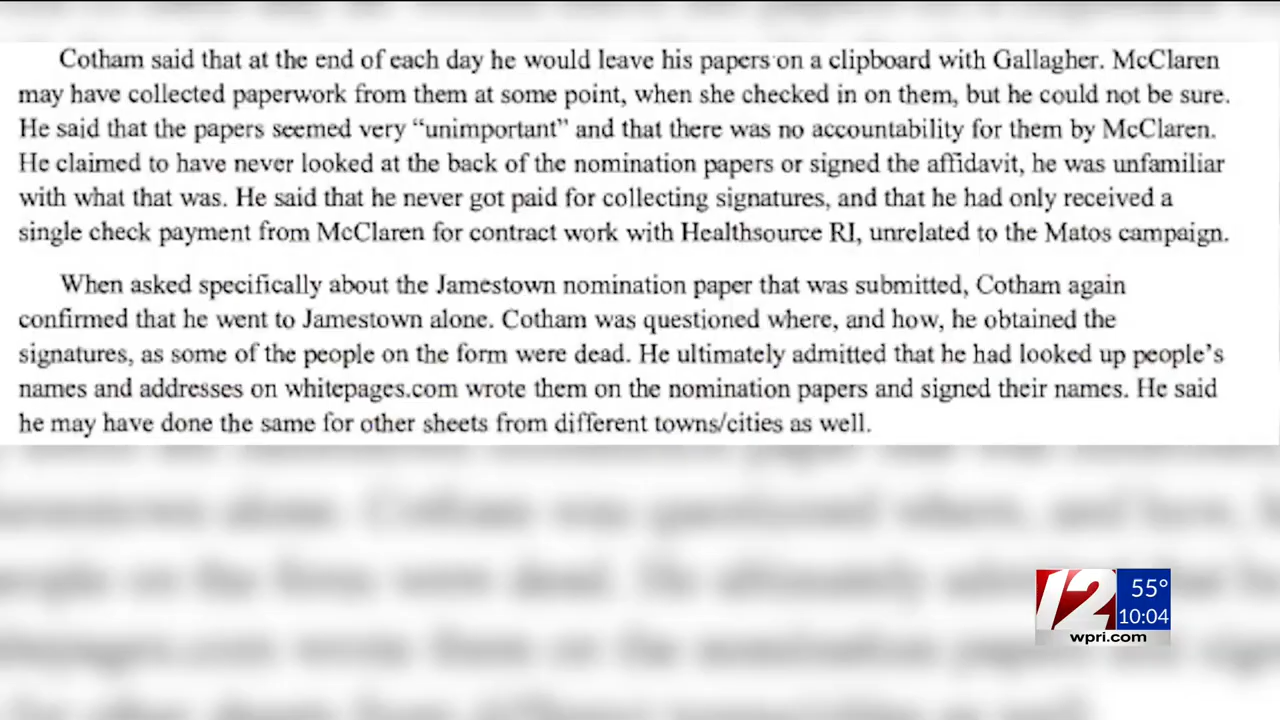 Cotham said that at the end of each day he would leave his papers on a clipboard with Gallagher. McClaren
may have collected paperwork from them at some point, when she checked in on them, but he could not be sure.
He said that the papers seemed very “unimportant” and that there was no accountability for them by McClaren.
He claimed to have never looked at the back of the nomination papers or signed the affidavit, he was unfamiliar
with what that was. He said that he never got paid for collecting signatures, and that he had only received a
single check payment from McClaren for contract work with Healthsource RI, unrelated to the Matos campaign.
When asked specifically about the Jamestown nomination paper that was submitted, Cotham again
confirmed that he went to Jamestown alone. Cotham was questioned where, and how, he obtained the
signatures, as some of the people on the form were dead. He ultimately admitted that he had looked up people’s
names and addresses on whitepages.com wrote them on the nomination papers and signed their names. He said
he may have done the same for other sheets from different towns/cities as well.
12
55°
10:04
wpri.com